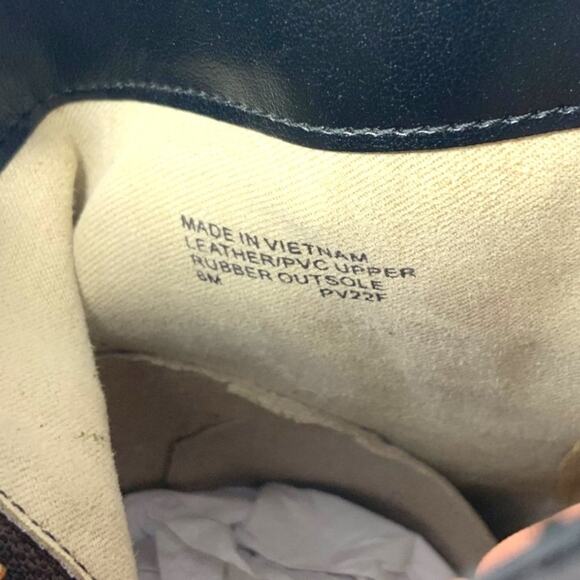 MADE IN VIETNAM
LEATHER/PVC UPPER
RUBBER OUTSOLE
8M PV22F